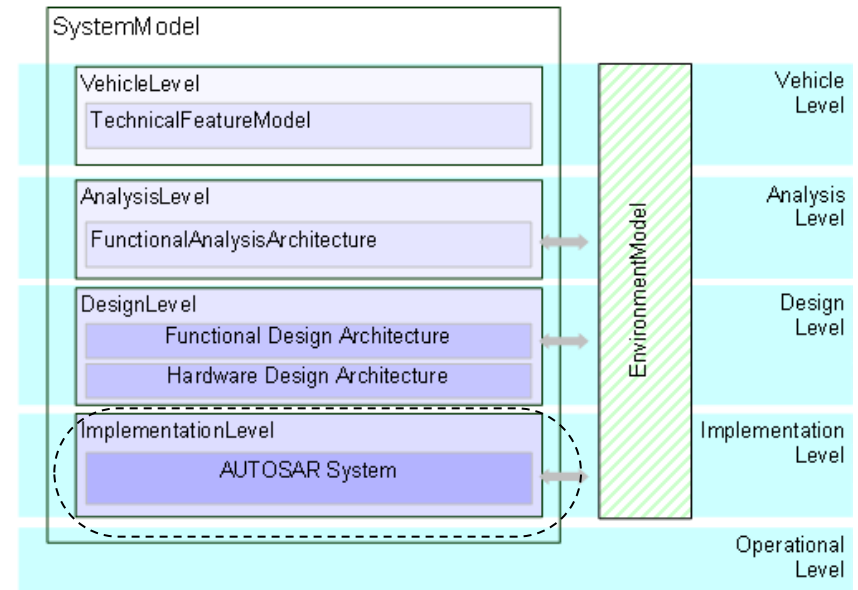 SystemModel
VehicleLevel
TechnicalFeatureModel
Vehicle
Level
AnalysisLevel
FunctionalAnalysisArchitecture
Analysis
Level
EnvironmentModel
DesignLevel
Functional Design Architecture
Hardware Design Architecture
Design
Level
ImplementationLevel
AUTOSAR System
Implementation
Level
Operational
Level